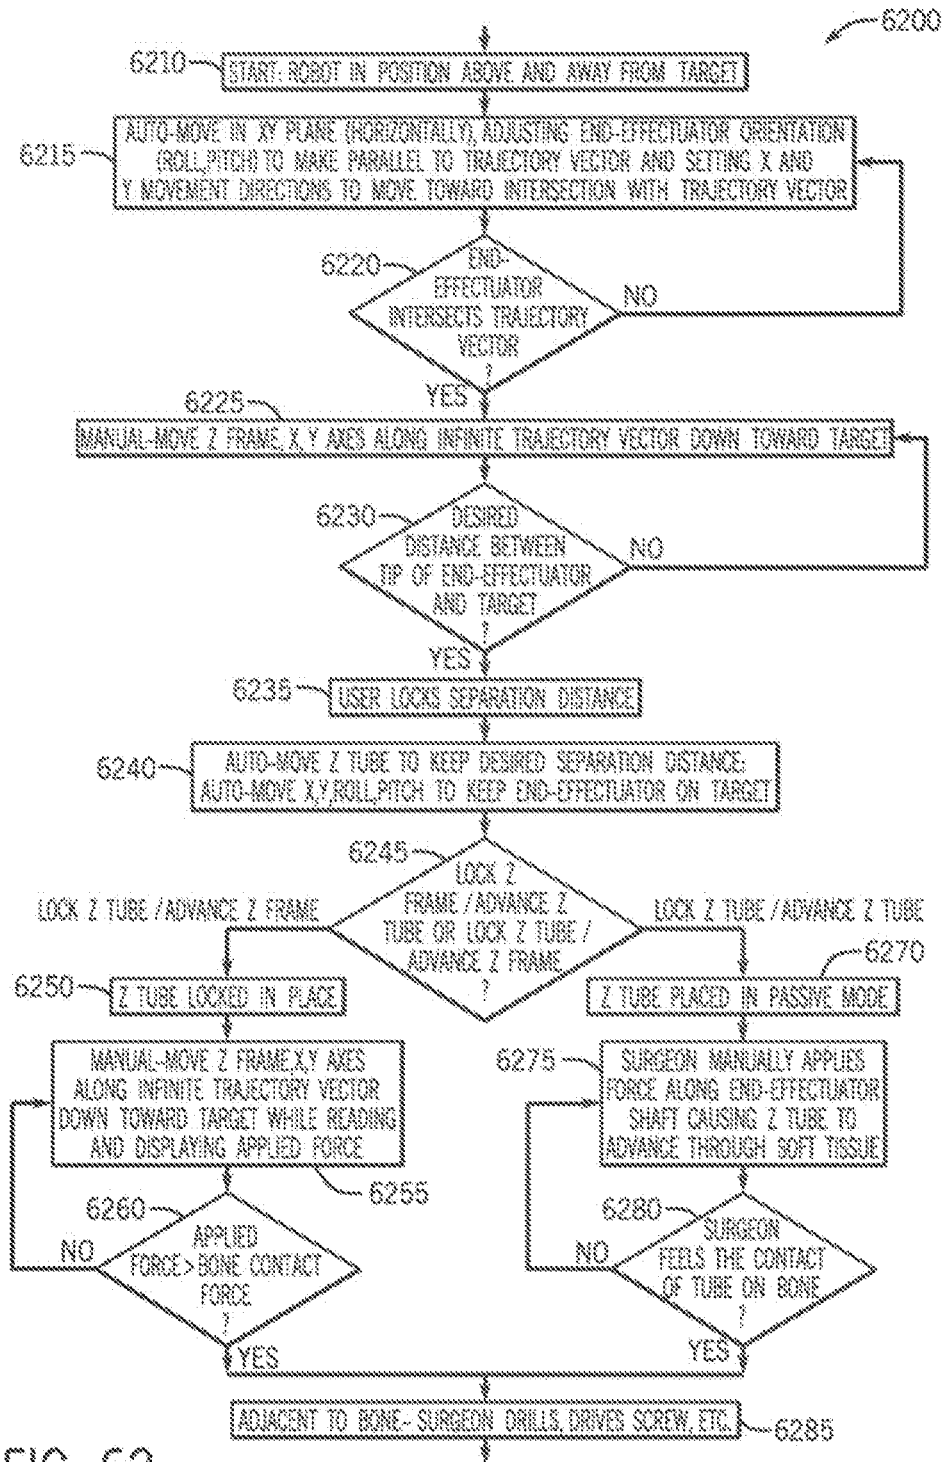 6200
6210
START: ROBOT IN POSITION ABOVE AND AWAY FROM TARGET
6215
AUTO-MOVE IN XY PLANE (HORIZONTALLY), ADJUSTING END-EFFECTUATOR ORIENTATION
(ROLL,PITCH) TO MAKE PARALLEL TO TRAJECTORY VECTOR AND SETTING X AND
Y MOVEMENT DIRECTIONS TO MOVE TOWARD INTERSECTION WITH TRAJECTORY VECTOR
6220
END-
EFFECTUATOR
INTERSECTS TRAJECTORY
VECTOR
?
NO
YES
6225
MANUAL-MOVE Z FRAME, X, Y AXES ALONG INFINITE TRAJECTORY VECTOR DOWN TOWARD TARGET
6230
DESIRED
DISTANCE BETWEEN
TIP OF END-EFFECTUATOR
AND TARGET
?
NO
YES
6235
USER LOCKS SEPARATION DISTANCE
6240
AUTO-MOVE Z TUBE TO KEEP DESIRED SEPARATION DISTANCE;
AUTO-MOVE X,Y,ROLL,PITCH TO KEEP END-EFFECTUATOR ON TARGET
6245
LOCK Z
FRAME/ADVANCE Z
TUBE OR LOCK Z TUBE/
ADVANCE Z FRAME
?
LOCK Z TUBE/ADVANCE Z FRAME
LOCK Z TUBE/ADVANCE Z TUBE
6250
Z TUBE LOCKED IN PLACE
6270
Z TUBE PLACED IN PASSIVE MODE
MANUAL-MOVE Z FRAME,X,Y AXES
ALONG INFINITE TRAJECTORY VECTOR
DOWN TOWARD TARGET WHILE READING
AND DISPLAYING APPLIED FORCE
6255
6275
SURGEON MANUALLY APPLIES
FORCE ALONG END-EFFECTUATOR
SHAFT CAUSING Z TUBE TO
ADVANCE THROUGH SOFT TISSUE
6260
APPLIED
FORCE>BONE CONTACT
FORCE
?
NO
YES
6280
SURGEON
FEELS THE CONTACT
OF TUBE ON BONE
?
NO
YES
ADJACENT TO BONE- SURGEON DRILLS, DRIVES SCREW, ETC.
6285
FIG. 62